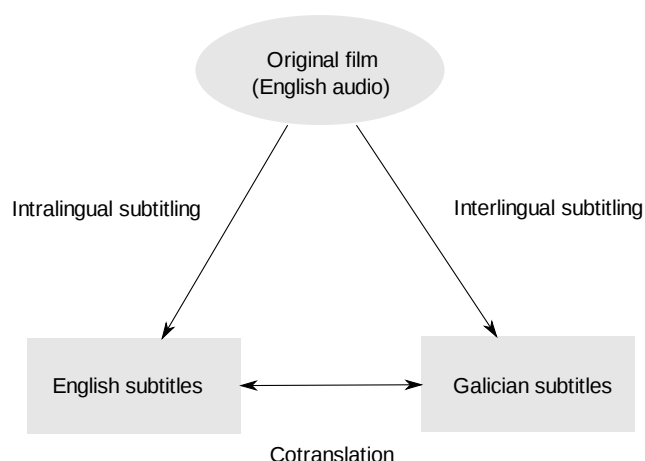 Original film
(English audio)
Intralingual subtitling
Interlingual subtitling
English subtitles
Galician subtitles
Cotranslation